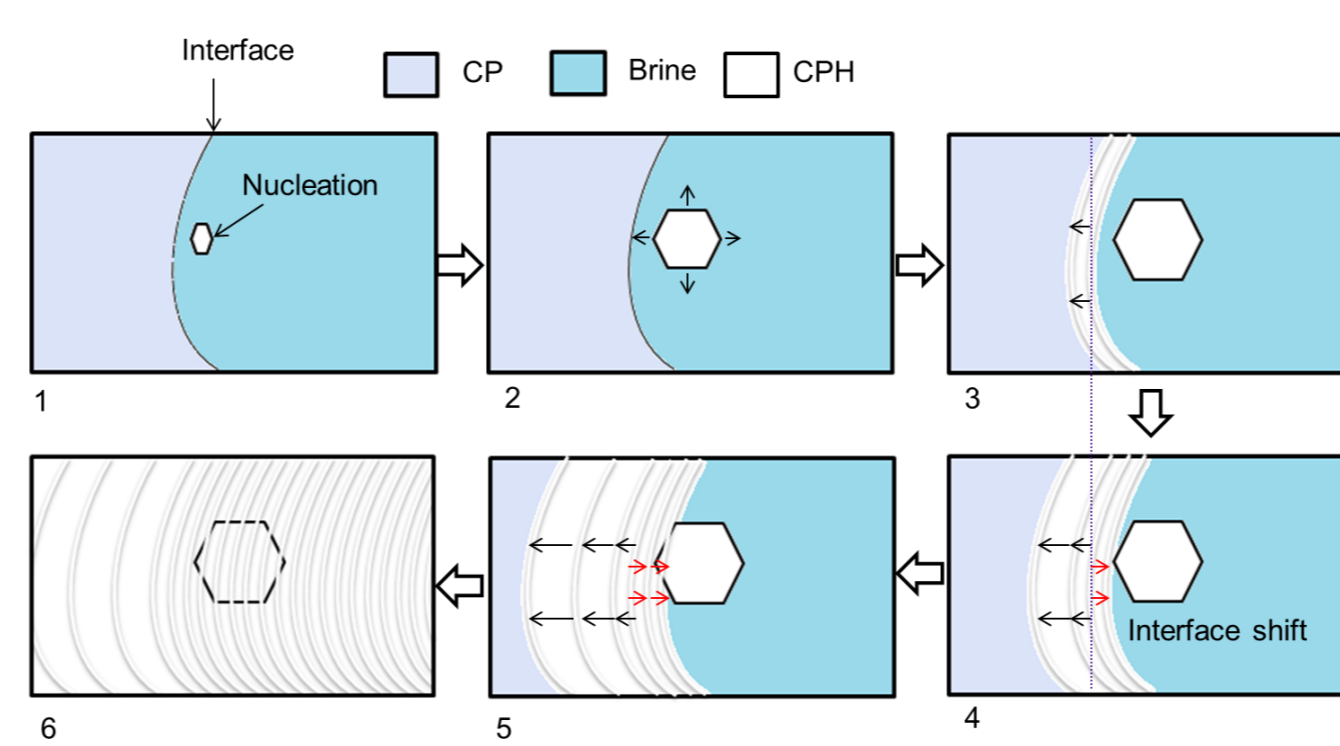 Interface
CP
Brine
CPH
Nucleation
1
2
3
Interface shift
6
5
4